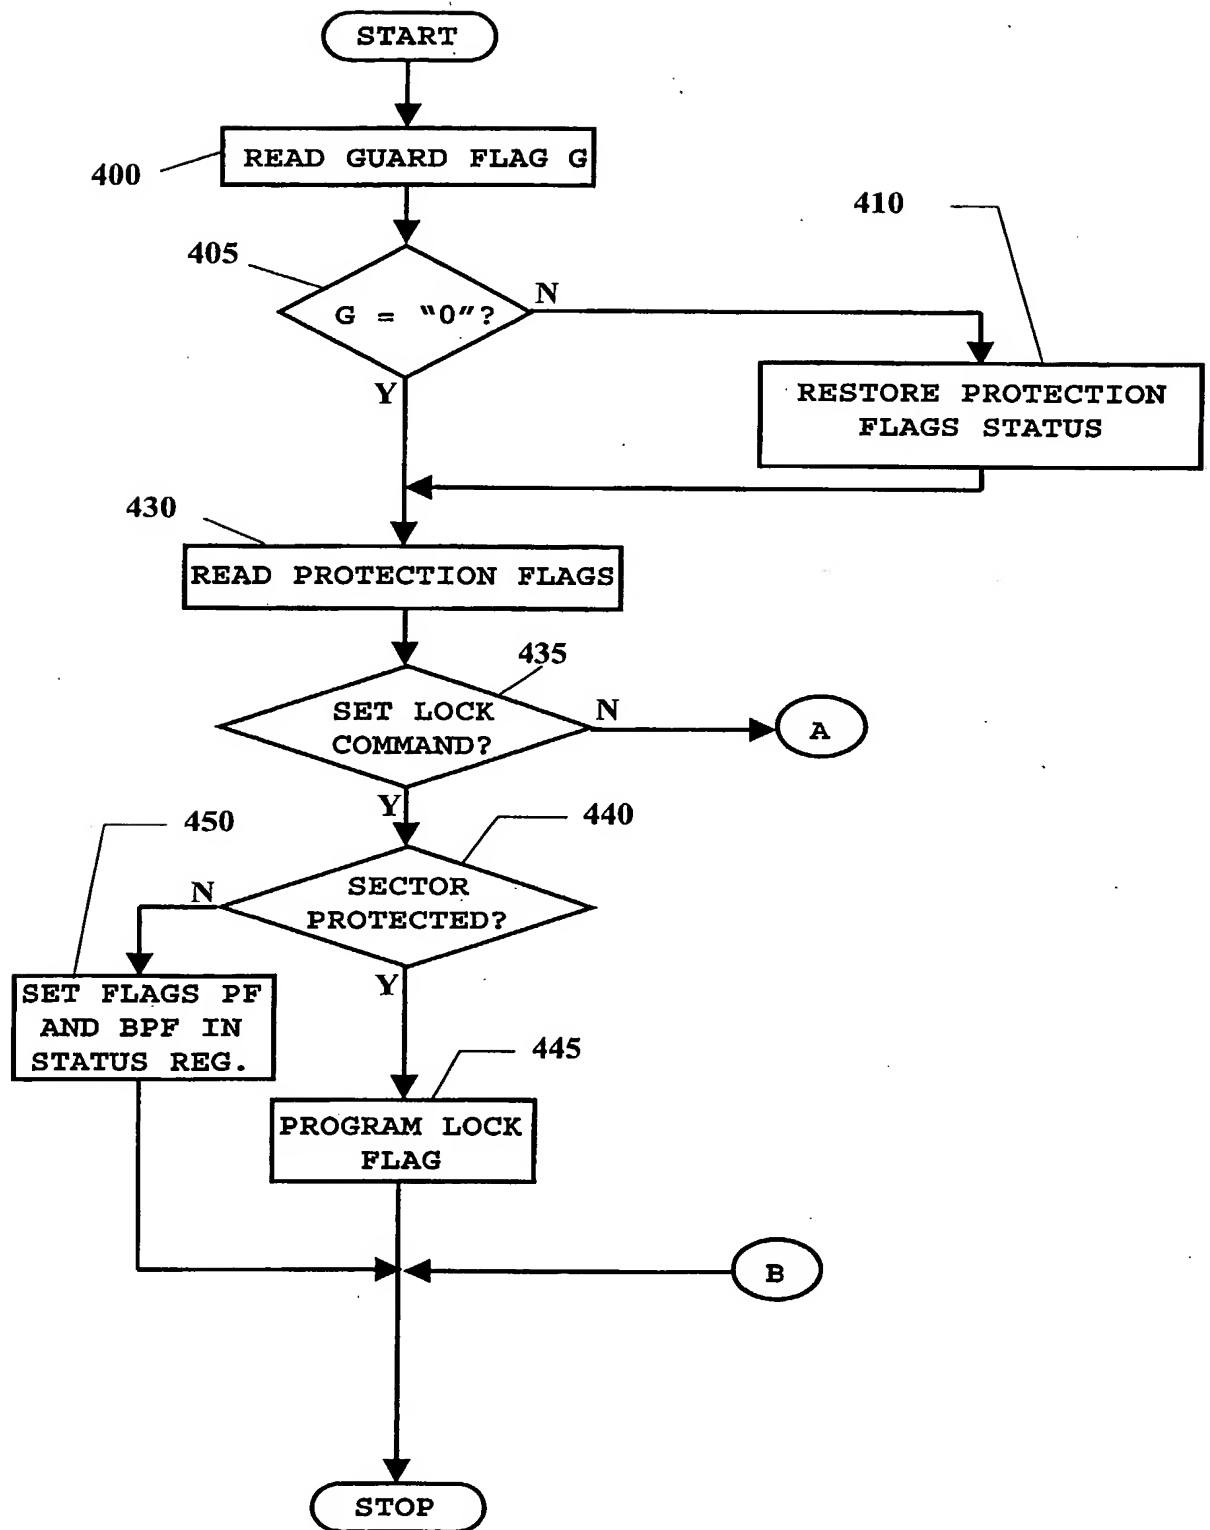 START
READ GUARD FLAG G
400
410
405
G = “0”?
N
Y
RESTORE PROTECTION
FLAGS STATUS
430
READ PROTECTION FLAGS
435
SET LOCK
COMMAND?
N
A
Y
450
440
SECTOR
PROTECTED?
N
Y
SET FLAGS PF
AND BPF IN
STATUS REG.
445
PROGRAM LOCK
FLAG
B
STOP